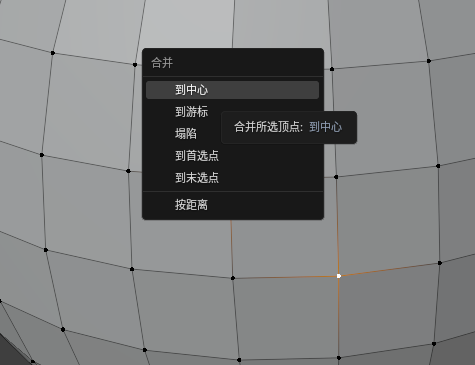 合并
到中心
到游标
合并所选顶点: 到中心
塌陷
到首选点
到末选点
按距离